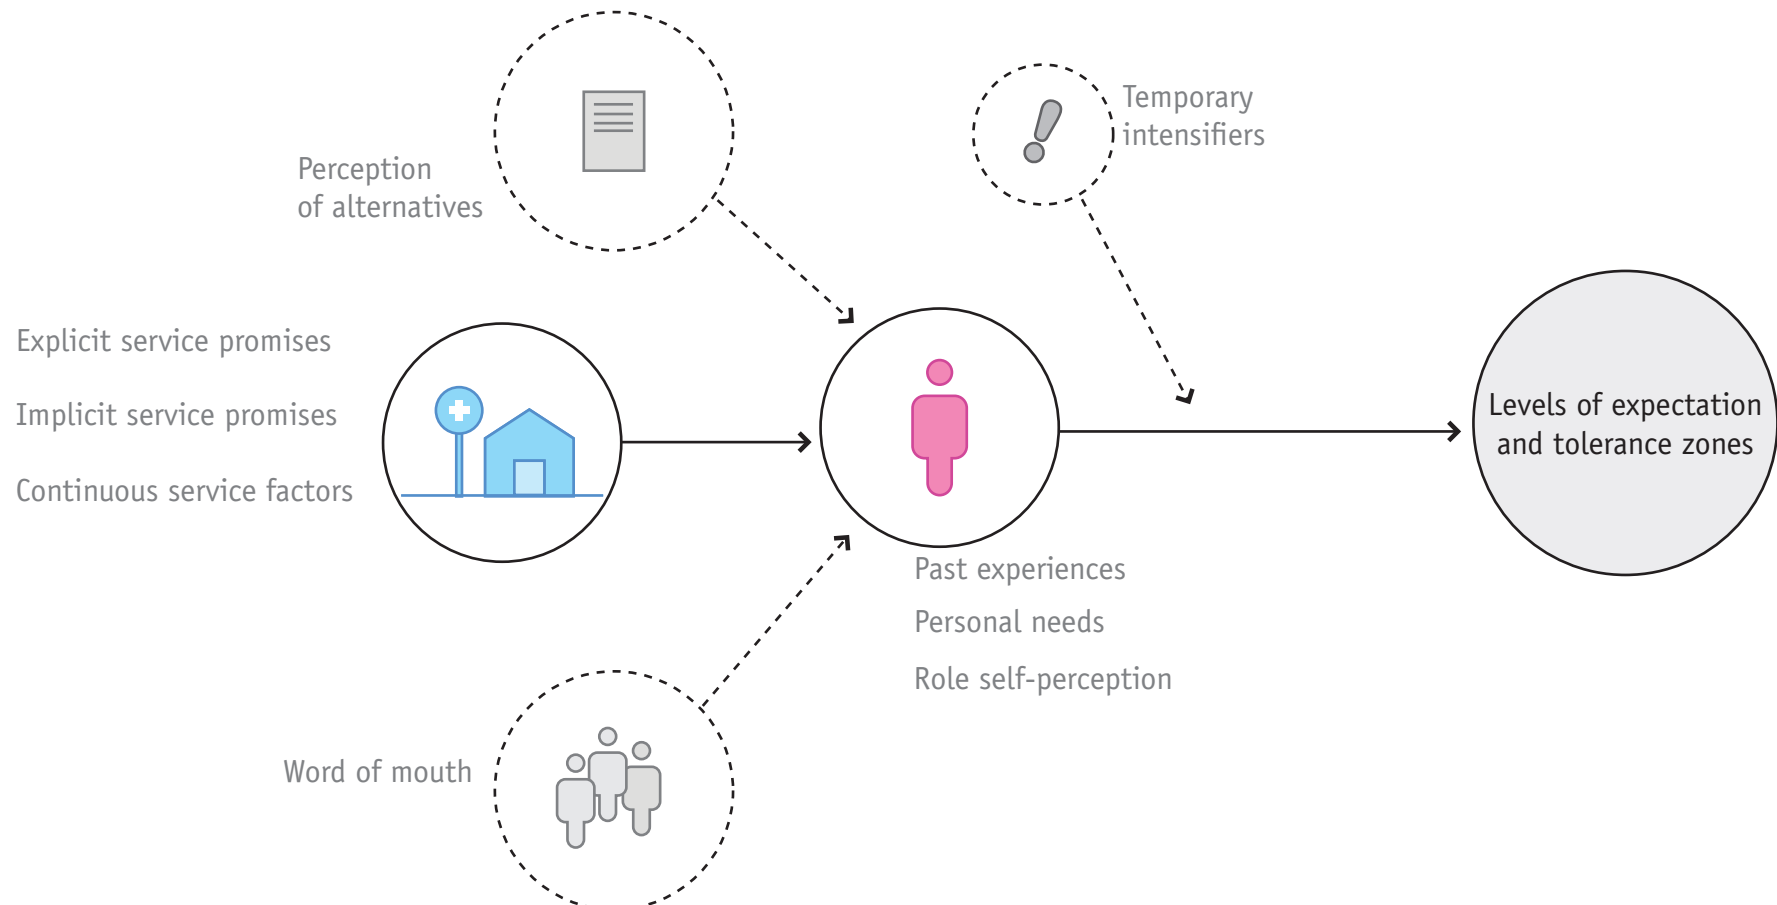 Temporary
intensifiers
Perception
of alternatives
Explicit service promises
Implicit service promises
Continuous service factors
Levels of expectation
and tolerance zones
Past experiences
Personal needs
Role self-perception
Word of mouth